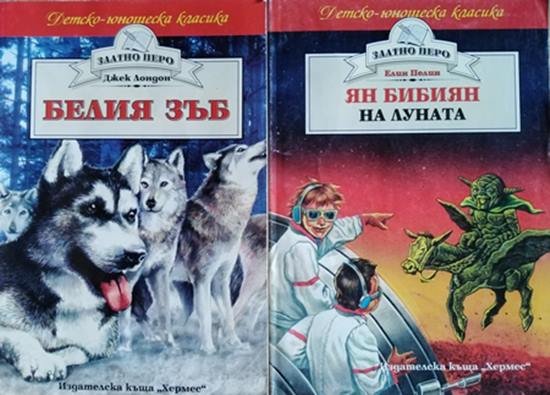 Детско-юношеска класика
ЗЛАТНО ПЕРО
Джек Лондон
БЕЛИЯ ЗЪБ
Издателска къща „Хермес“
Детско-юношеска класика
ЗЛАТНО ПЕРО
Елин Пелин
ЯН БИБИЯН
НА ЛУНАТА
Издателска къща „Хермес“